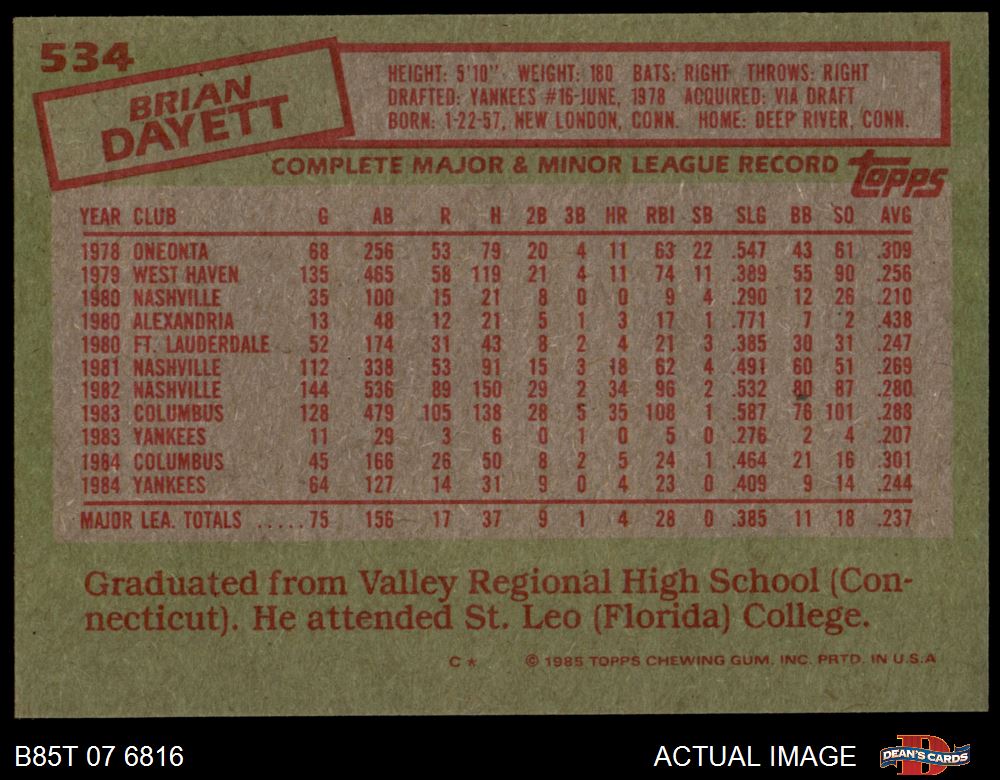 534
BRIAN
DAYETT
HEIGHT: 5'10" WEIGHT: 180 BATS: RIGHT THROWS: RIGHT
DRAFTED: YANKEES #16-JUNE, 1978 ACQUIRED: VIA DRAFT
BORN: 1-22-57, NEW LONDON, CONN. HOME: DEEP RIVER, CONN.
COMPLETE MAJOR & MINOR LEAGUE RECORD
Topps
YEAR CLUB G AB R H 2B 3B HR RBI SB SLG BB SO AVG
1978 ONEONTA 68 256 53 79 20 4 11 63 22 .547 43 61 .309
1979 WEST HAVEN 135 465 58 119 21 4 11 74 11 .389 55 90 .256
1980 NASHVILLE 35 100 15 21 8 0 0 9 4 .290 12 26 .210
1980 ALEXANDRIA 13 48 12 21 5 1 3 17 1 .771 7 2 .438
1980 FT. LAUDERDALE 52 174 31 43 8 2 4 21 3 .385 30 31 .247
1981 NASHVILLE 112 338 53 91 15 3 18 62 4 .491 60 51 .269
1982 NASHVILLE 144 536 89 150 29 2 34 96 2 .532 80 87 .280
1983 COLUMBUS 128 479 105 138 28 5 35 108 1 .587 76 101 .288
1983 YANKEES 11 29 3 6 0 1 0 5 0 .276 2 4 .207
1984 COLUMBUS 45 166 26 50 8 2 5 24 1 .464 21 16 .301
1984 YANKEES 64 127 14 31 9 0 4 23 0 .409 9 14 .244
MAJOR LEA. TOTALS .....75 156 17 37 9 1 4 28 0 .385 11 18 .237
Graduated from Valley Regional High School (Con-
necticut). He attended St. Leo (Florida) College.
C * © 1985 TOPPS CHEWING GUM, INC. PRTD. IN U.S.A
B85T 07 6816
ACTUAL IMAGE
D
DEAN'S CARDS